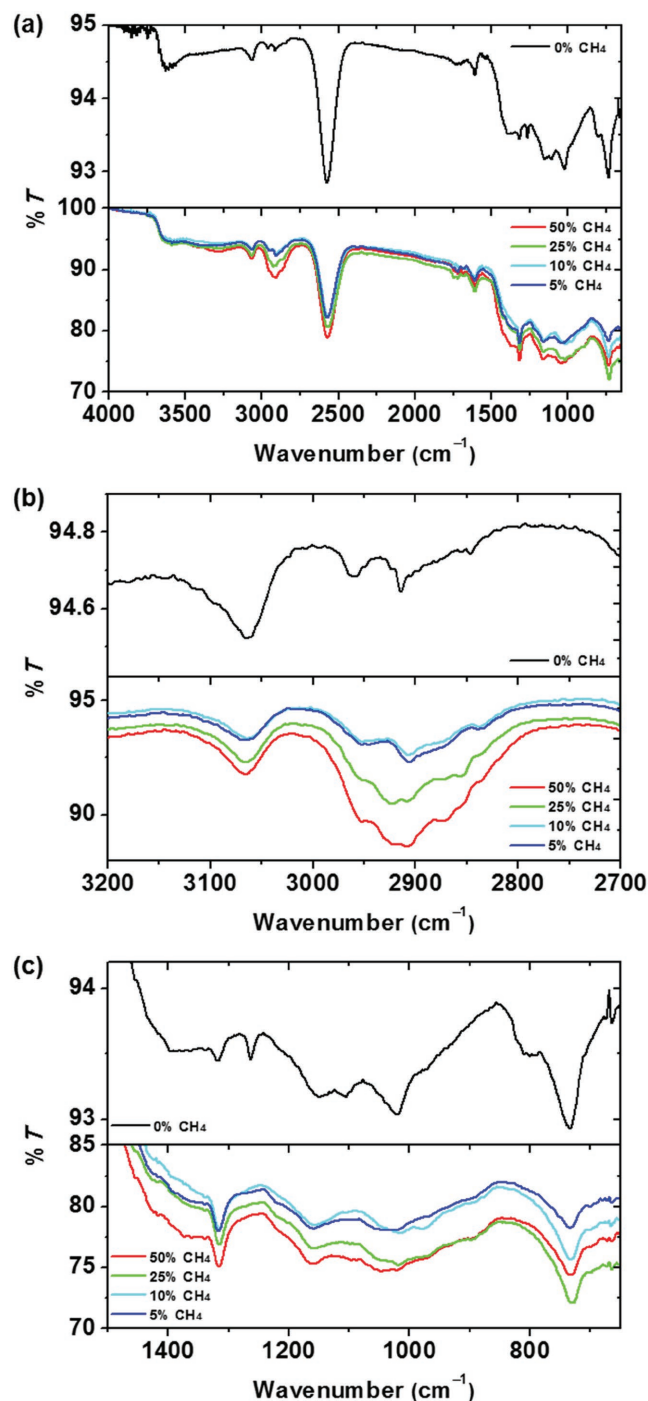 (a)
95
0% CH₄
94
93
% T
100
50% CH₄
25% CH₄
10% CH₄
5% CH₄
90
80
70
4000 3500 3000 2500 2000 1500 1000
Wavenumber (cm⁻¹)
(b)
94.8
94.6
0% CH₄
% T
95
90
50% CH₄
25% CH₄
10% CH₄
5% CH₄
3200 3100 3000 2900 2800 2700
Wavenumber (cm⁻¹)
(c)
94
93
0% CH₄
% T
85
80
75
50% CH₄
25% CH₄
10% CH₄
5% CH₄
70
1400 1200 1000 800
Wavenumber (cm⁻¹)